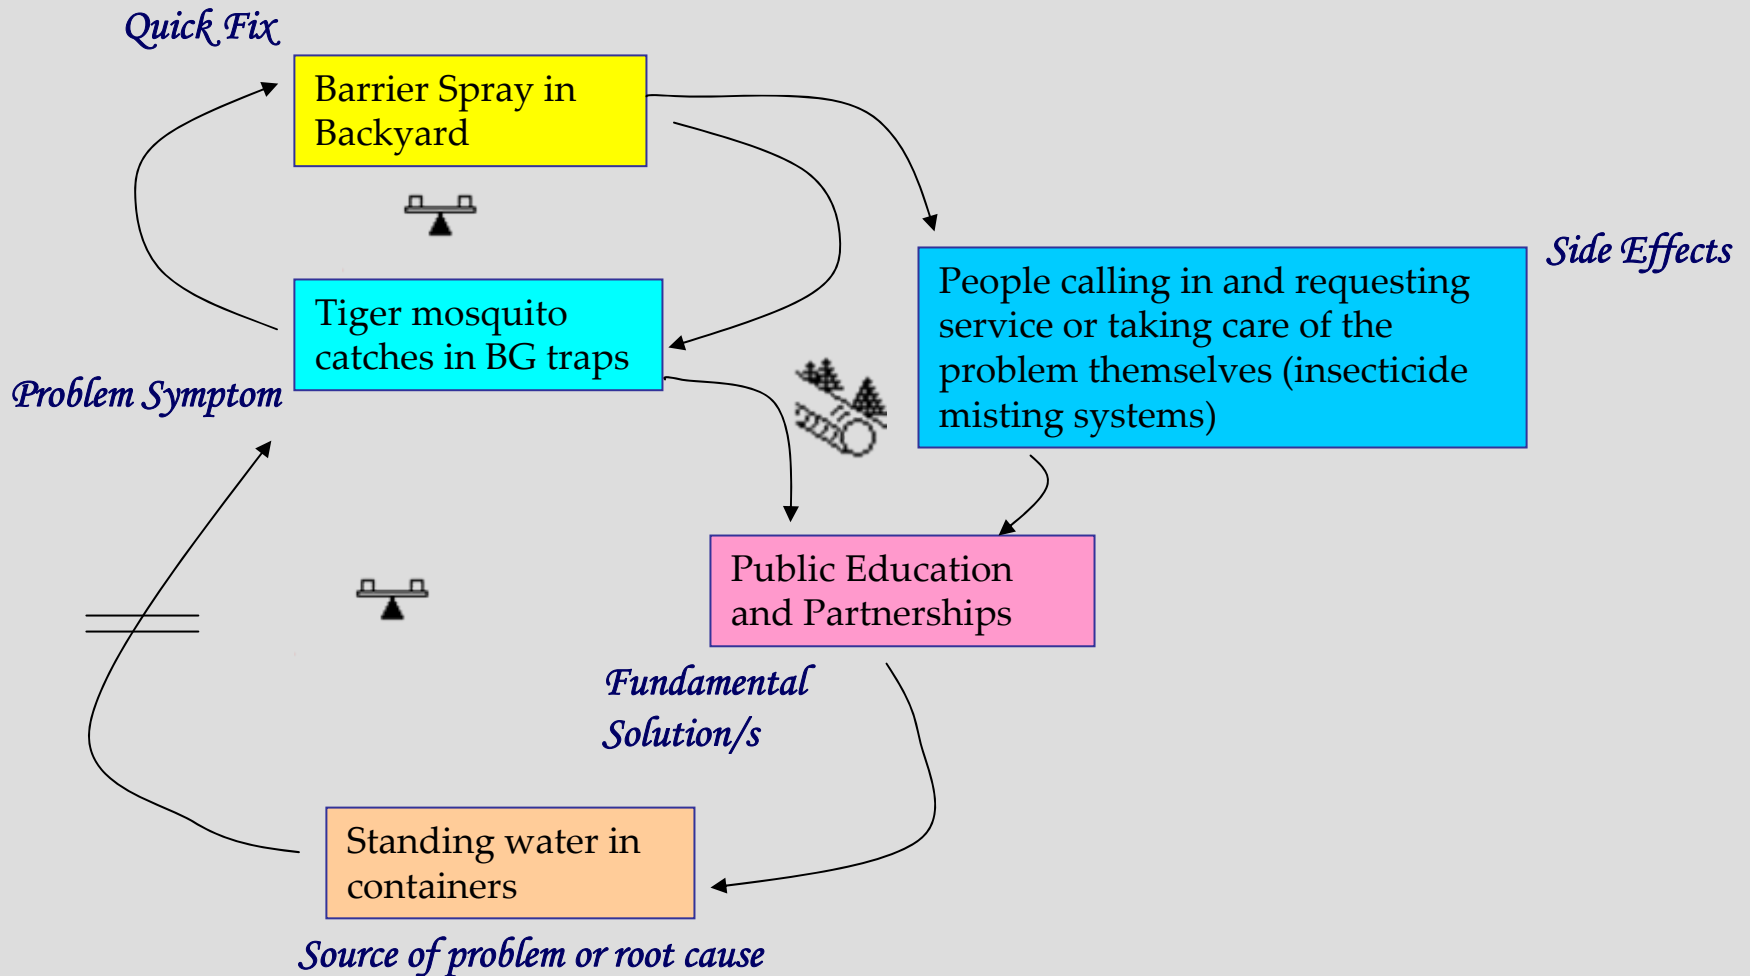 Quick Fix
Barrier Spray in
Backyard
Tiger mosquito
catches in BG traps
Problem Symptom
People calling in and requesting
service or taking care of the
problem themselves (insecticide
misting systems)
Side Effects
Public Education
and Partnerships
Fundamental
Solution/s
Standing water in
containers
Source of problem or root cause